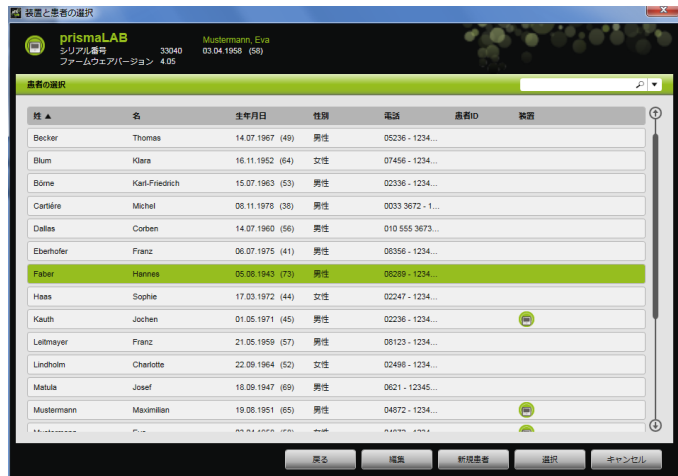 装置と患者の選択
prismaLAB
シリアル番号 33040
ファームウェアバージョン 4.05
Mustermann, Eva
03.04.1958 (58)
患者の選択
姓 ▲ 名 生年月日 性別 電話 患者ID 装置
Becker Thomas 14.07.1967 (49) 男性 05236 - 1234...
Blum Klara 16.11.1952 (64) 女性 07456 - 1234...
Börne Karl-Friedrich 15.07.1963 (53) 男性 02336 - 1234...
Cartiére Michel 08.11.1978 (38) 男性 0033 3672 - 1...
Dallas Corben 14.07.1960 (56) 男性 010 555 3673...
Eberhofer Franz 06.07.1975 (41) 男性 08356 - 1234...
Faber Hannes 05.08.1943 (73) 男性 08289 - 1234...
Haas Sophie 17.03.1972 (44) 女性 02247 - 1234...
Kauth Jochen 01.05.1971 (45) 男性 02236 - 1234...
Leitmayer Franz 21.05.1959 (57) 男性 08123 - 1234...
Lindholm Charlotte 22.09.1964 (52) 女性 02498 - 1234...
Matula Josef 18.09.1947 (69) 男性 0621 - 12345...
Mustermann Maximilian 19.08.1951 (65) 男性 04872 - 1234...
Mustermann Eva 03.04.1958 (58) 女性 04872 - 1234...
戻る 編集 新規患者 選択 キャンセル